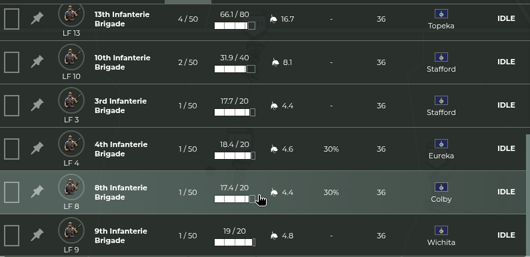 13th Infanterie
Brigade
LF 13
4 / 50
66.1 / 80
16.7
-
36
Topeka
IDLE
10th Infanterie
Brigade
LF 10
2 / 50
31.9 / 40
8.1
-
36
Stafford
IDLE
3rd Infanterie
Brigade
LF 3
1 / 50
17.7 / 20
4.4
-
36
Stafford
IDLE
4th Infanterie
Brigade
LF 4
1 / 50
18.4 / 20
4.6
30%
36
Eureka
IDLE
8th Infanterie
Brigade
LF 8
1 / 50
17.4 / 20
4.4
30%
36
Colby
IDLE
9th Infanterie
Brigade
LF 9
1 / 50
19 / 20
4.8
-
36
Wichita
IDLE